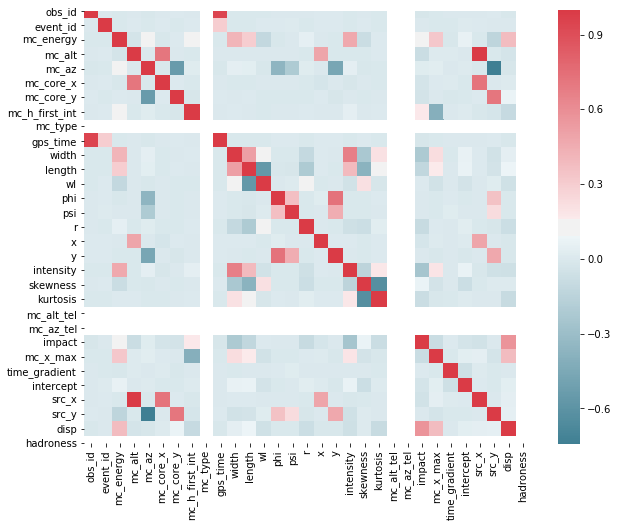 obs_id
event_id
mc_energy
mc_alt
mc_az
mc_core_x
mc_core_y
mc_h_first_int
mc_type
gps_time
width
length
wl
phi
psi
r
x
y
intensity
skewness
kurtosis
mc_alt_tel
mc_az_tel
impact
mc_x_max
time_gradient
intercept
src_x
src_y
disp
hadroness
obs_id
event_id
mc_energy
mc_alt
mc_az
mc_core_x
mc_core_y
mc_h_first_int
mc_type
gps_time
width
length
wl
phi
psi
r
x
y
intensity
skewness
kurtosis
mc_alt_tel
mc_az_tel
impact
mc_x_max
time_gradient
intercept
src_x
src_y
disp
hadroness
0.9
0.6
0.3
0.0
−0.3
−0.6